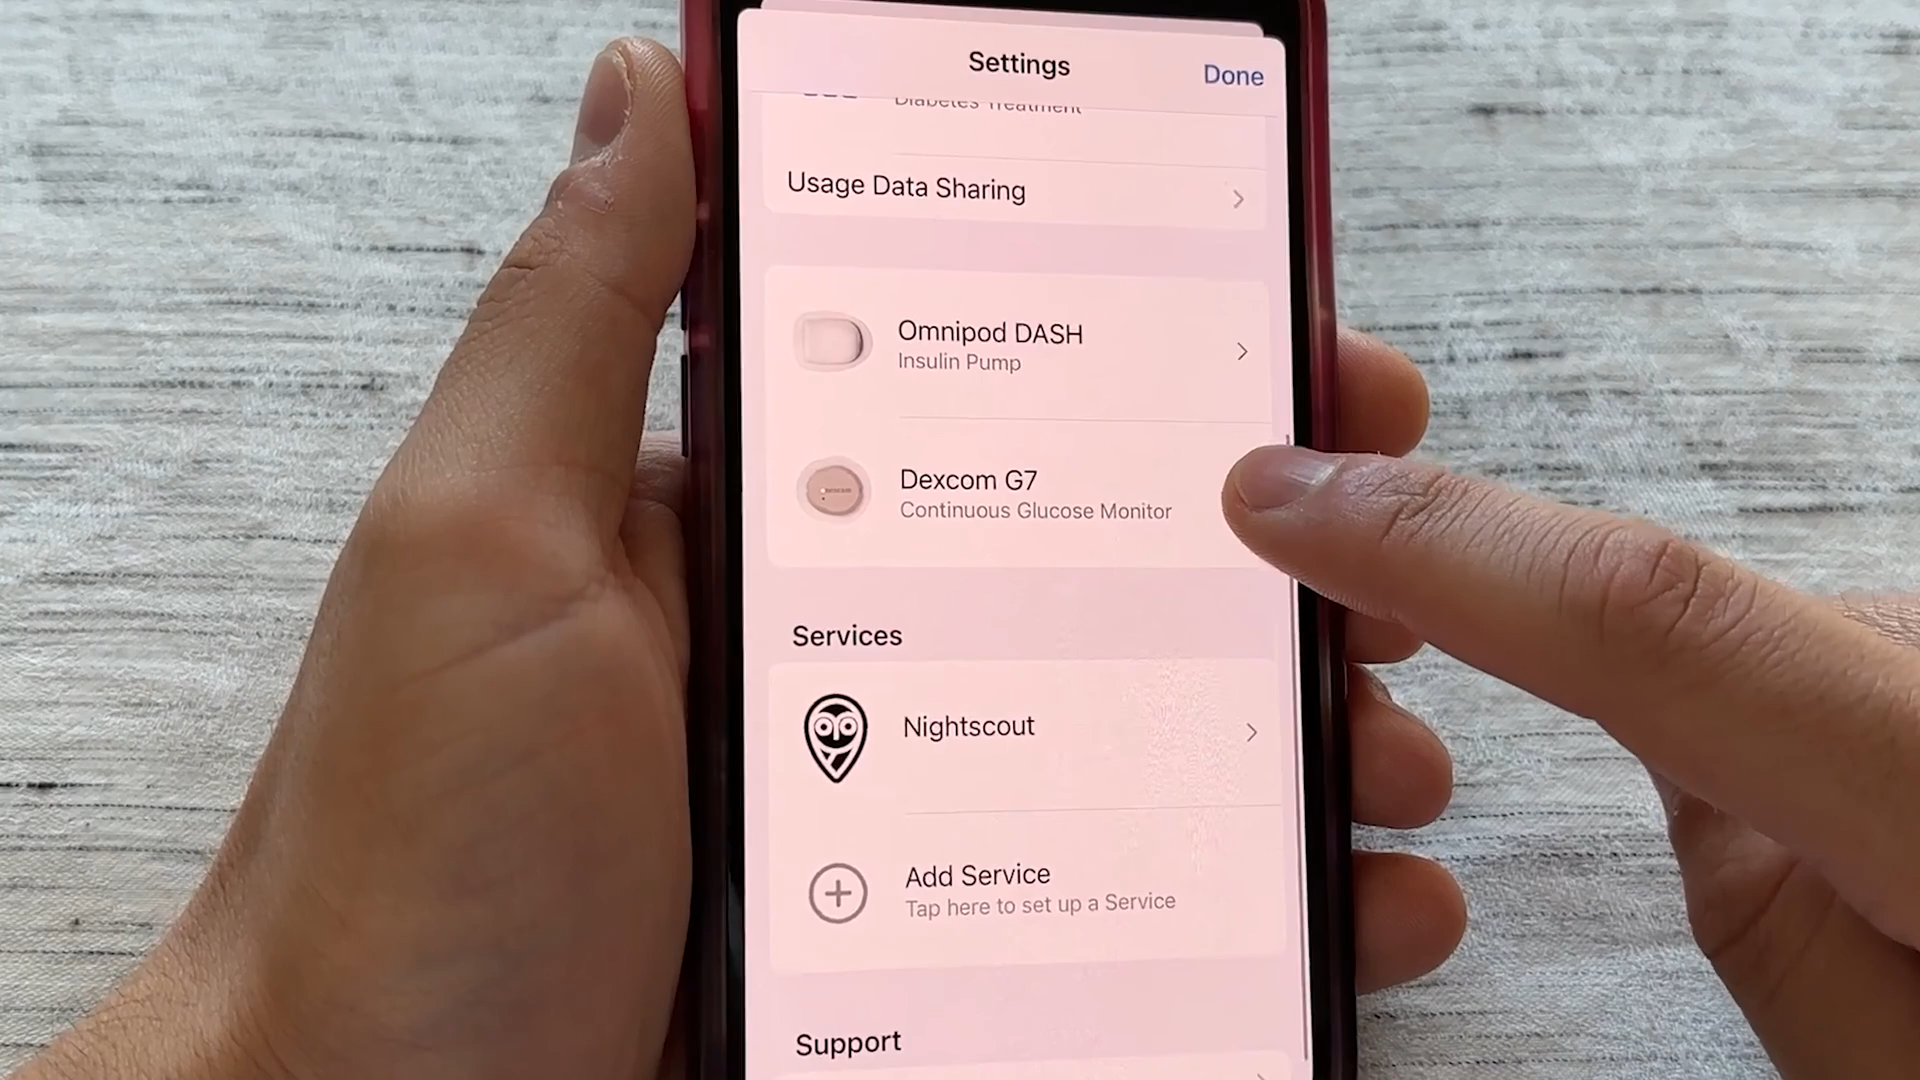 Settings
Done
Diabetes Treatment
Usage Data Sharing
Omnipod DASH
Insulin Pump
Dexcom G7
Continuous Glucose Monitor
Services
Nightscout
Add Service
Tap here to set up a Service
Support